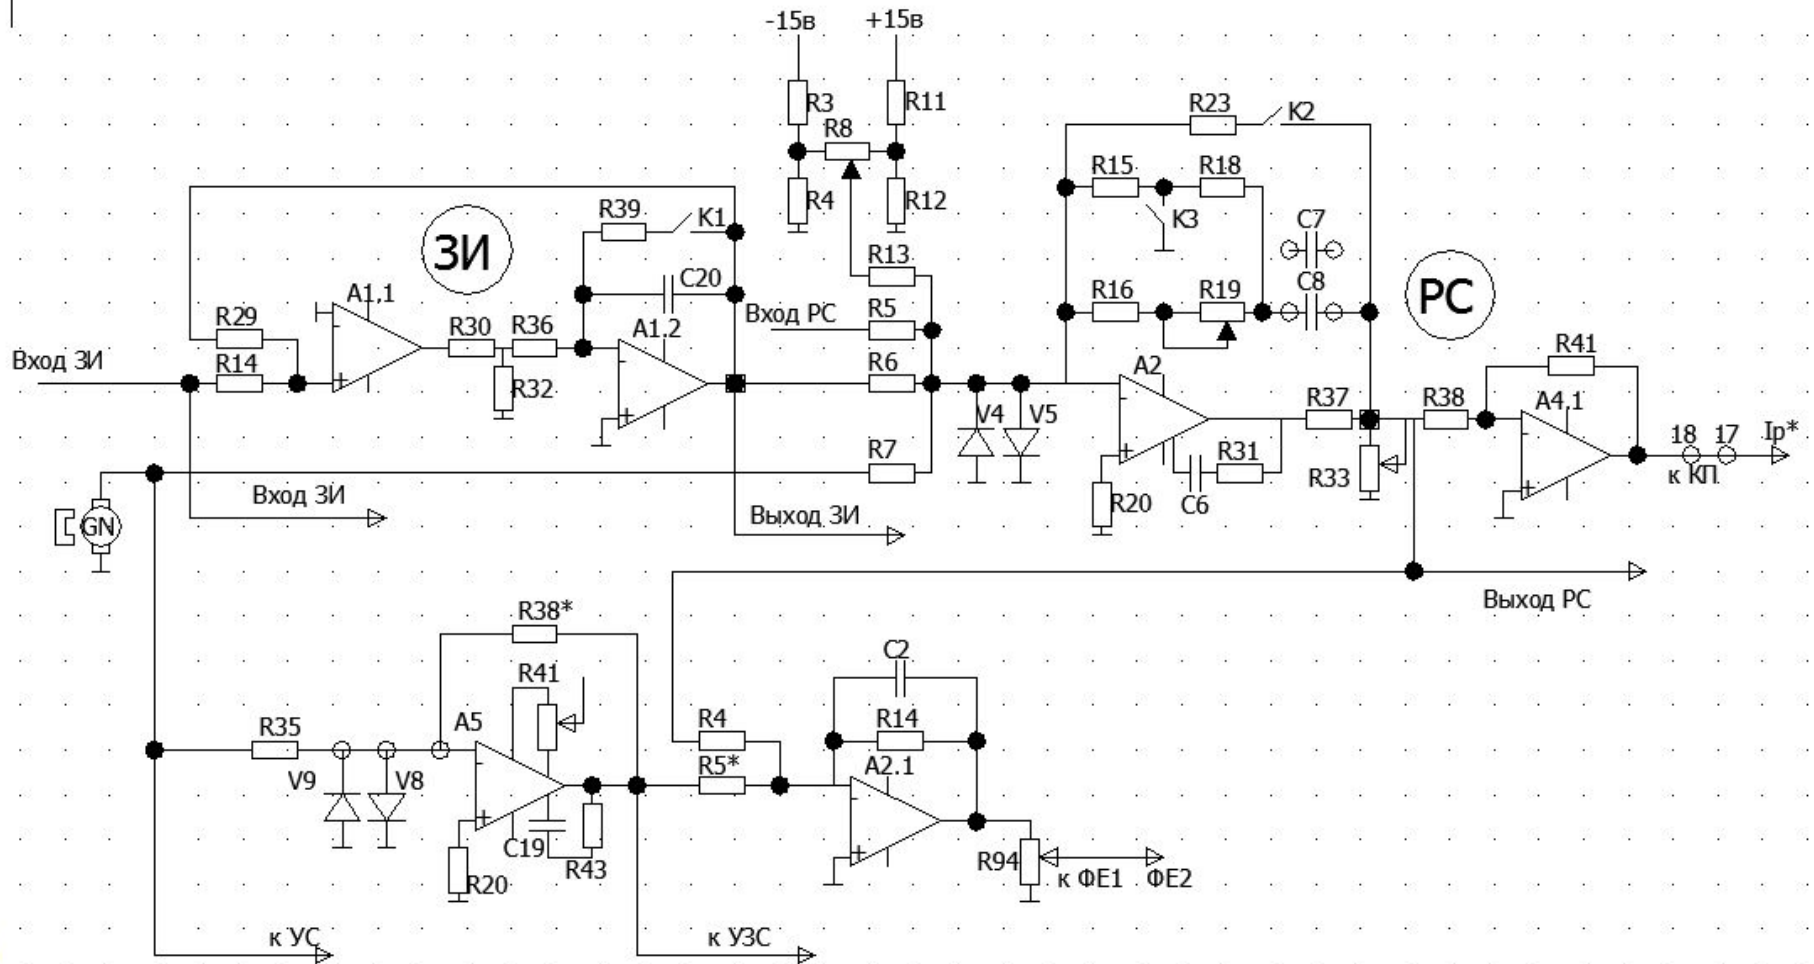 -15в +15в
R3 R11
R8
R4 R12
R23 K2
R15 R18
K3
C7
R39 K1
ЗИ
C20
R13
R16 R19 C8
РС
A1,1
R29
R30 R36
A1.2
Вход РС R5
Вход ЗИ R14
R32
R6
A2
R41
V4 V5
R37 R38 A4,1
18 17 Ip*
к КП
R7
Вход ЗИ
R20 C6 R31 R33
GN
Выход ЗИ
Выход РС
R38*
R41
C2
R35 A5
R4 R14
V9 V8
R5* A2.1
R20 C19 R43
R94 к ФЕ1 ФЕ2
к УС
к УЗС